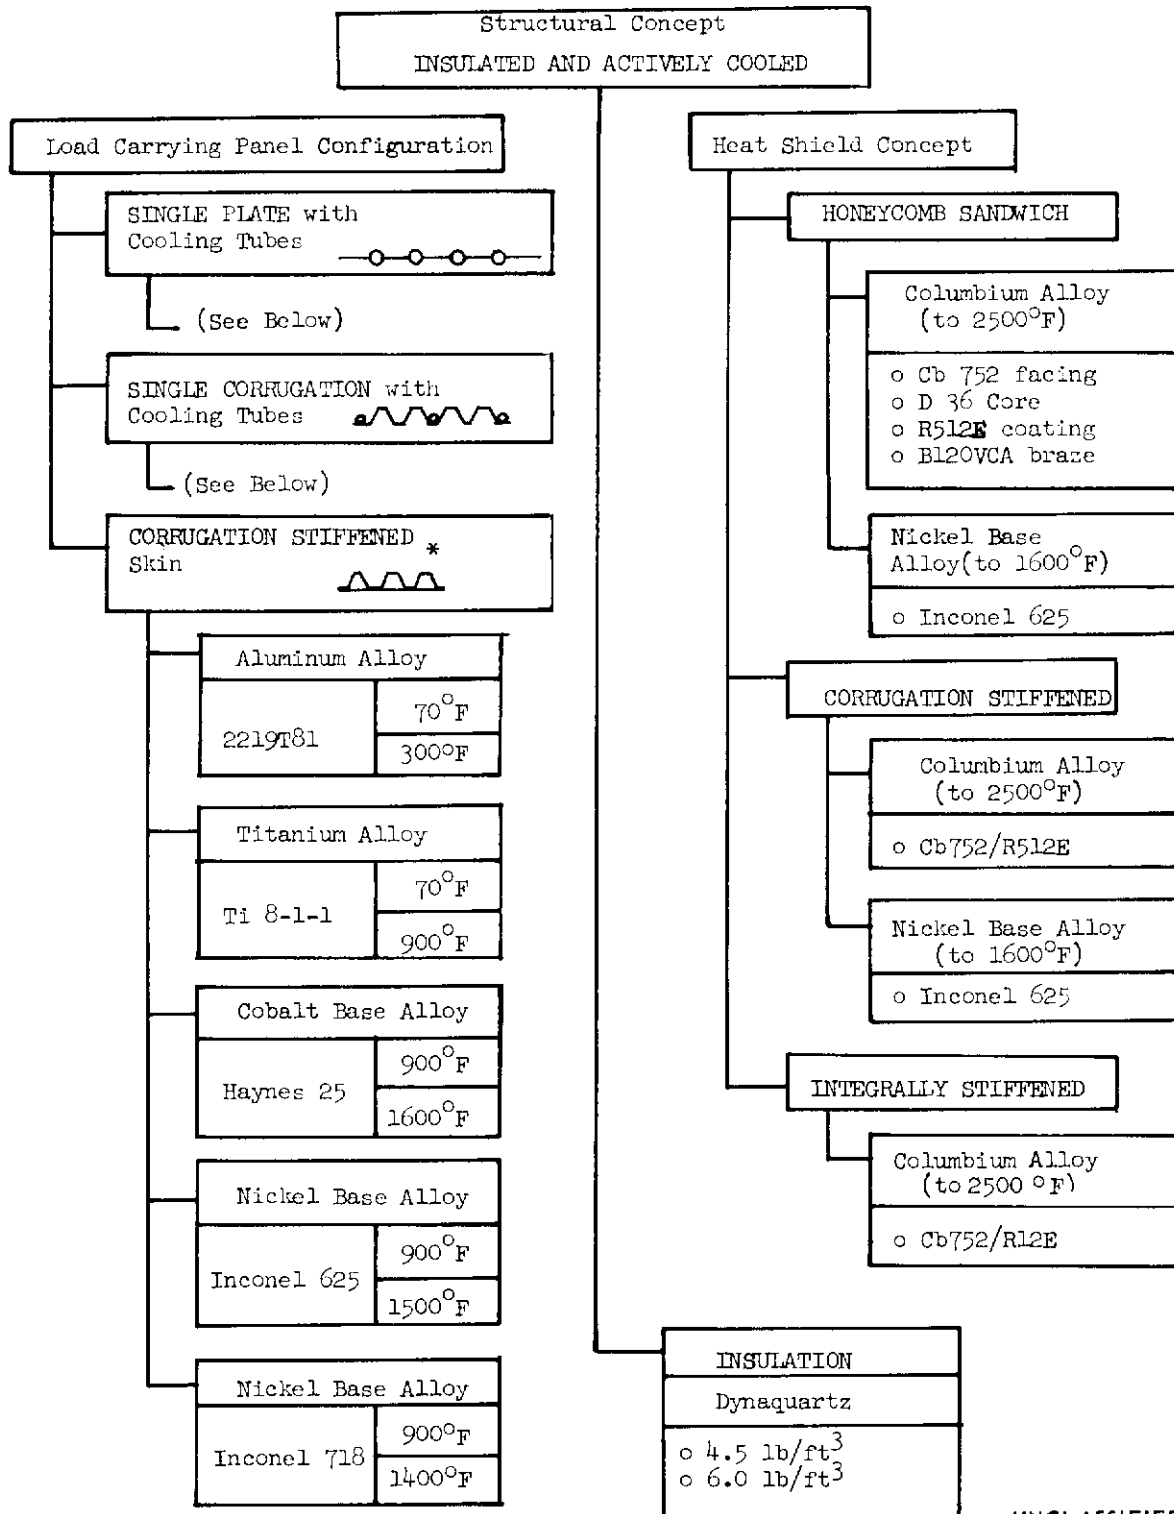 Structural Concept
INSULATED AND ACTIVELY COOLED
Load Carrying Panel Configuration
SINGLE PLATE with
Cooling Tubes
(See Below)
SINGLE CORRUGATION with
Cooling Tubes
(See Below)
CORRUGATION STIFFENED
*
Skin
Aluminum Alloy
2219T81
70°F
300°F
Titanium Alloy
Ti 8-1-1
70°F
900°F
Cobalt Base Alloy
Haynes 25
900°F
1600°F
Nickel Base Alloy
Inconel 625
900°F
1500°F
Nickel Base Alloy
Inconel 718
900°F
1400°F
Heat Shield Concept
HONEYCOMB SANDWICH
Columbium Alloy
(to 2500°F)
o Cb 752 facing
o D 36 Core
o R512E coating
o B120VCA braze
Nickel Base
Alloy(to 1600°F)
o Inconel 625
CORRUGATION STIFFENED
Columbium Alloy
(to 2500°F)
o Cb752/R512E
Nickel Base Alloy
(to 1600°F)
o Inconel 625
INTEGRALLY STIFFENED
Columbium Alloy
(to 2500 °F)
o Cb752/R12E
INSULATION
Dynaquartz
o 4.5 lb/ft³
o 6.0 lb/ft³